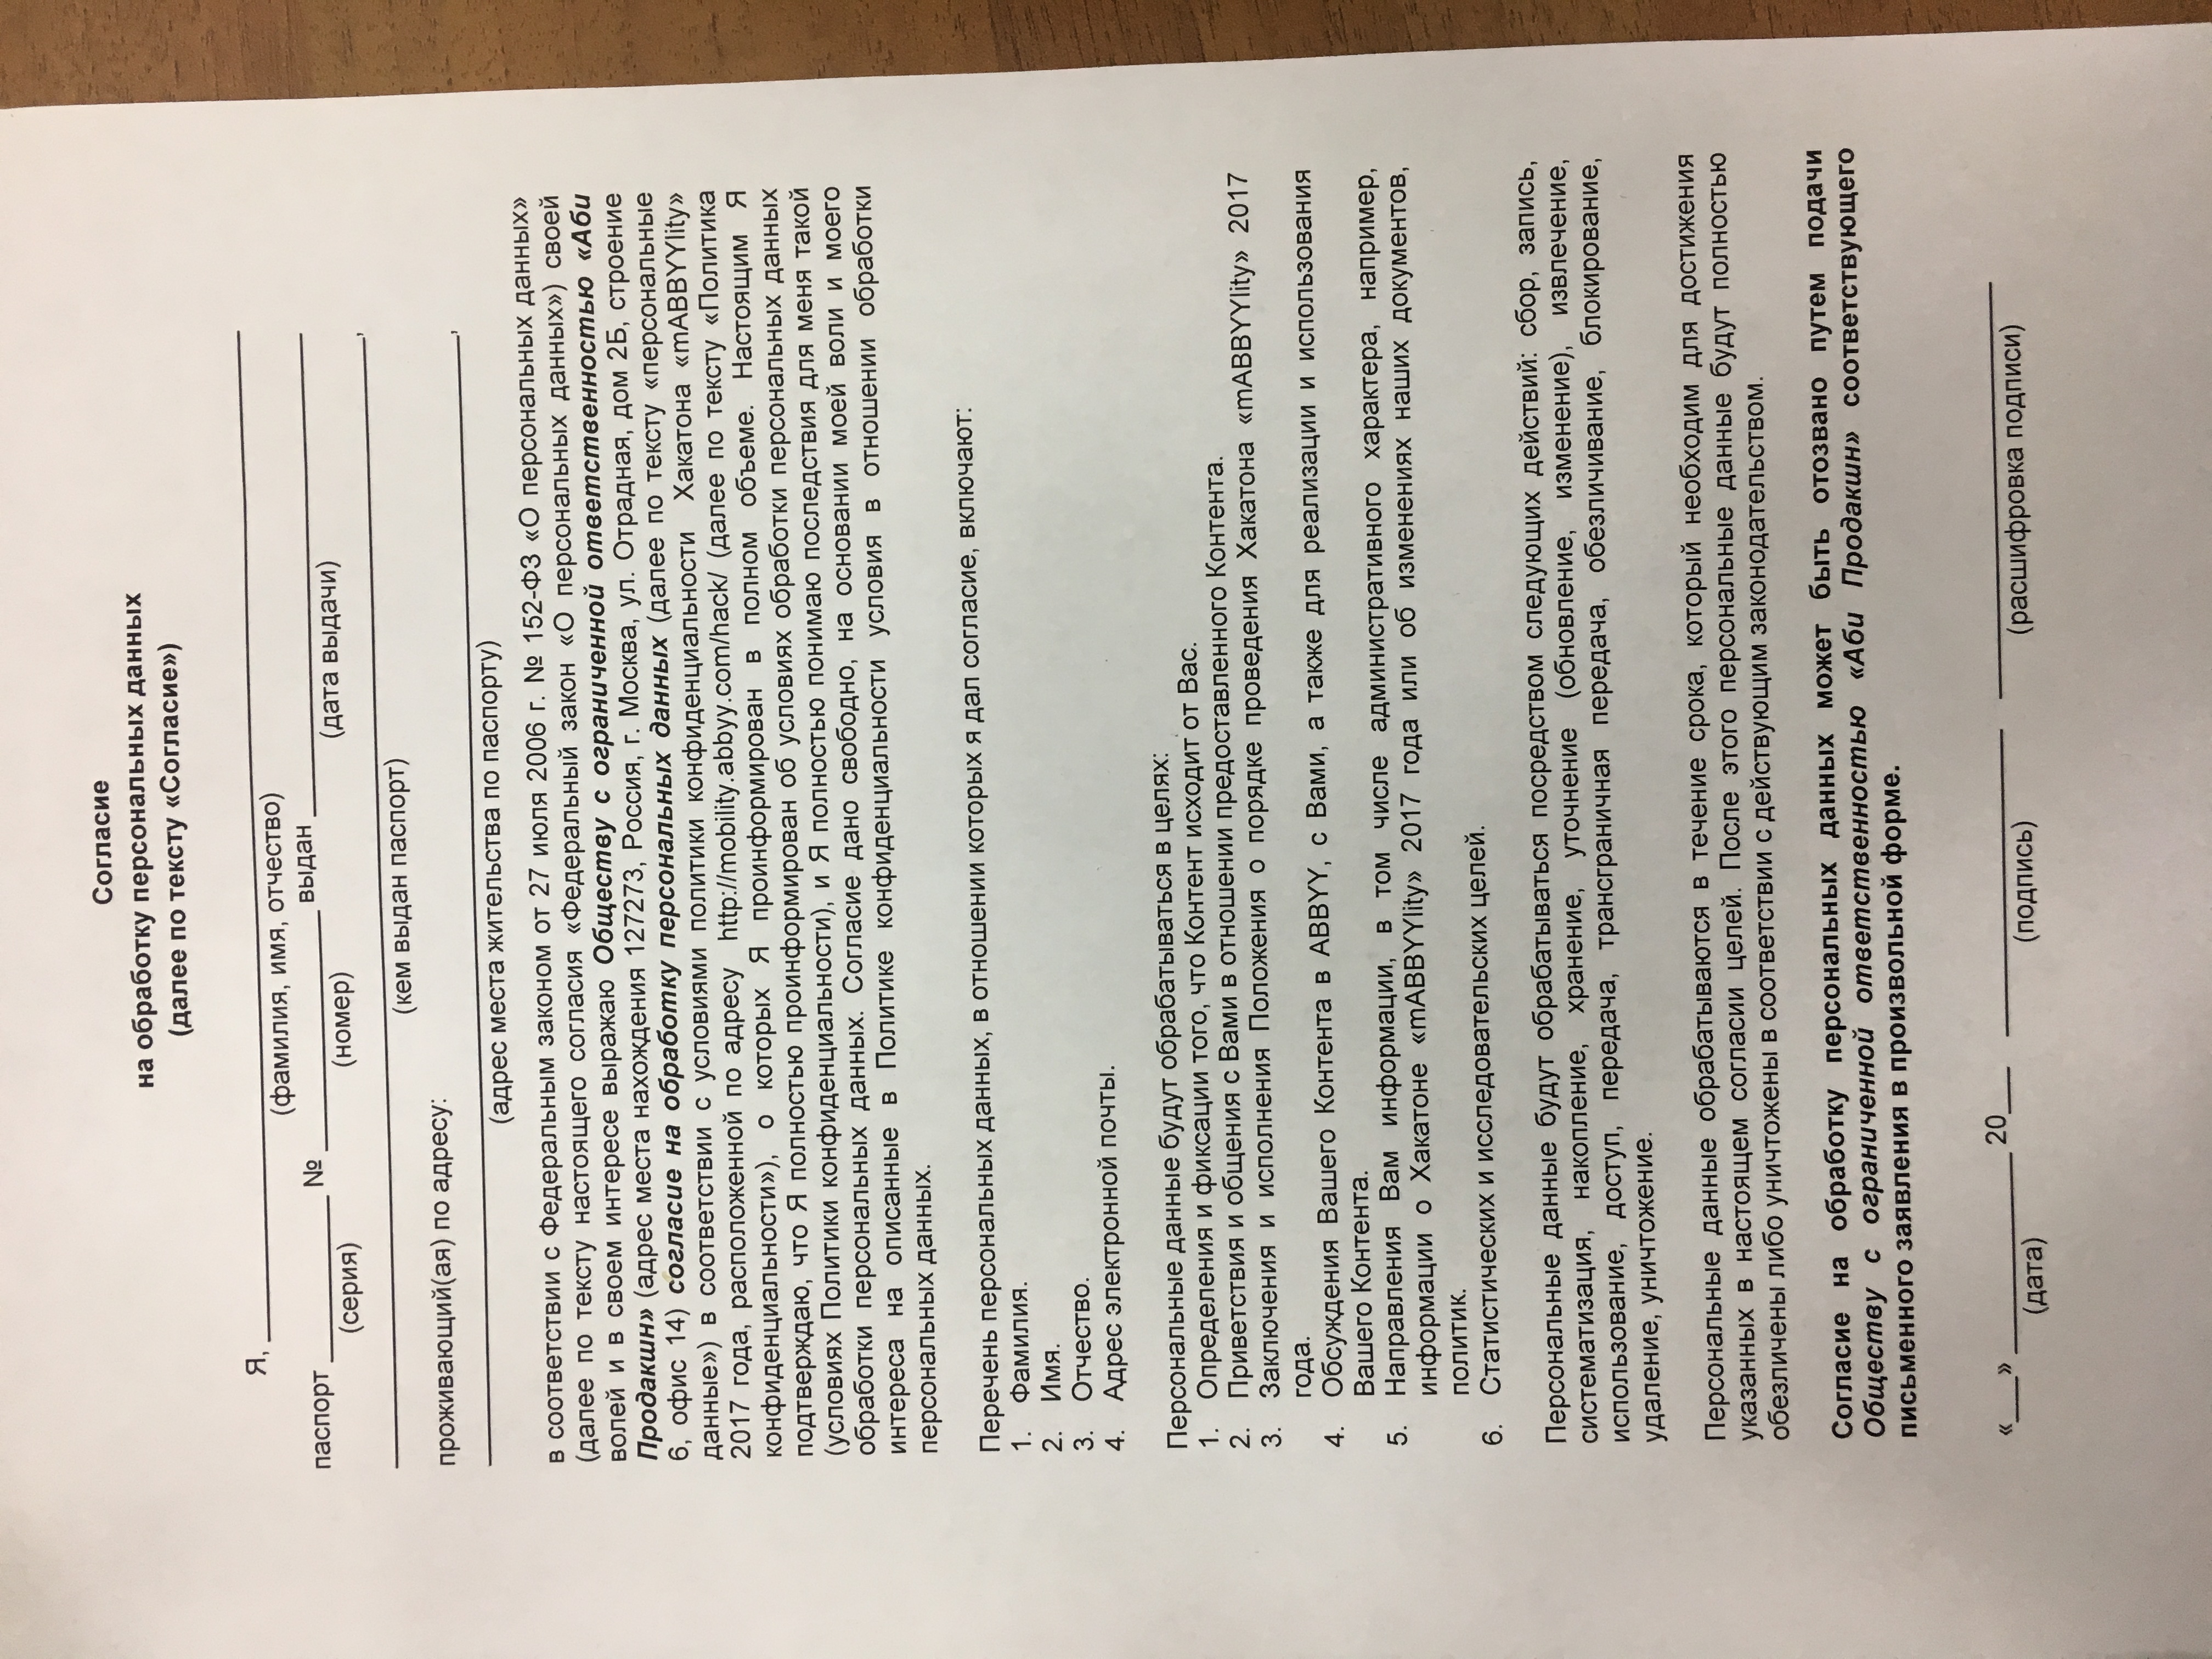 Согласие
на обработку персональных данных
(далее по тексту «Согласие»)
Я, ____________________
(фамилия, имя, отчество)
паспорт __________ № __________ выдан __________
(серия) (номер) (дата выдачи)
____________________,
(кем выдан паспорт)
проживающий(ая) по адресу:
____________________,
(адрес места жительства по паспорту)
в соответствии с Федеральным законом от 27 июля 2006 г. № 152-ФЗ «О персональных данных»
(далее по тексту настоящего согласия «Федеральный закон «О персональных данных») своей
волей и в своем интересе выражаю Обществу с ограниченной ответственностью «Аби
Продакшн» (адрес места нахождения 127273, Россия, г. Москва, ул. Отрадная, дом 2Б, строение
6, офис 14) согласие на обработку персональных данных (далее по тексту «персональные
данные») в соответствии с условиями политики конфиденциальности Хакатона «mABBYYlity»
2017 года, расположенной по адресу http://mobility.abbyy.com/hack/ (далее по тексту «Политика
конфиденциальности»), о которых Я проинформирован в полном объеме. Настоящим Я
подтверждаю, что Я полностью проинформирован об условиях обработки персональных данных
(условиях Политики конфиденциальности), и Я полностью понимаю последствия для меня такой
обработки персональных данных. Согласие дано свободно, на основании моей воли и моего
интереса на описанные в Политике конфиденциальности условия в отношении обработки
персональных данных.
Перечень персональных данных, в отношении которых я дал согласие, включают:
1. Фамилия.
2. Имя.
3. Отчество.
4. Адрес электронной почты.
Персональные данные будут обрабатываться в целях:
1. Определения и фиксации того, что Контент исходит от Вас.
2. Приветствия и общения с Вами в отношении предоставленного Контента.
3. Заключения и исполнения Положения о порядке проведения Хакатона «mABBYYlity» 2017
года.
4. Обсуждения Вашего Контента в ABBYY, с Вами, а также для реализации и использования
Вашего Контента.
5. Направления Вам информации, в том числе административного характера, например,
информации о Хакатоне «mABBYYlity» 2017 года или об изменениях наших документов,
политик.
6. Статистических и исследовательских целей.
Персональные данные будут обрабатываться посредством следующих действий: сбор, запись,
систематизация, накопление, хранение, уточнение (обновление, изменение), извлечение,
использование, доступ, передача, трансграничная передача, обезличивание, блокирование,
удаление, уничтожение.
Персональные данные обрабатываются в течение срока, который необходим для достижения
указанных в настоящем согласии целей. После этого персональные данные будут полностью
обезличены либо уничтожены в соответствии с действующим законодательством.
Согласие на обработку персональных данных может быть отозвано путем подачи
Обществу с ограниченной ответственностью «Аби Продакшн» соответствующего
письменного заявления в произвольной форме.
«___» __________ 20___ __________ __________
(дата) (подпись) (расшифровка подписи)